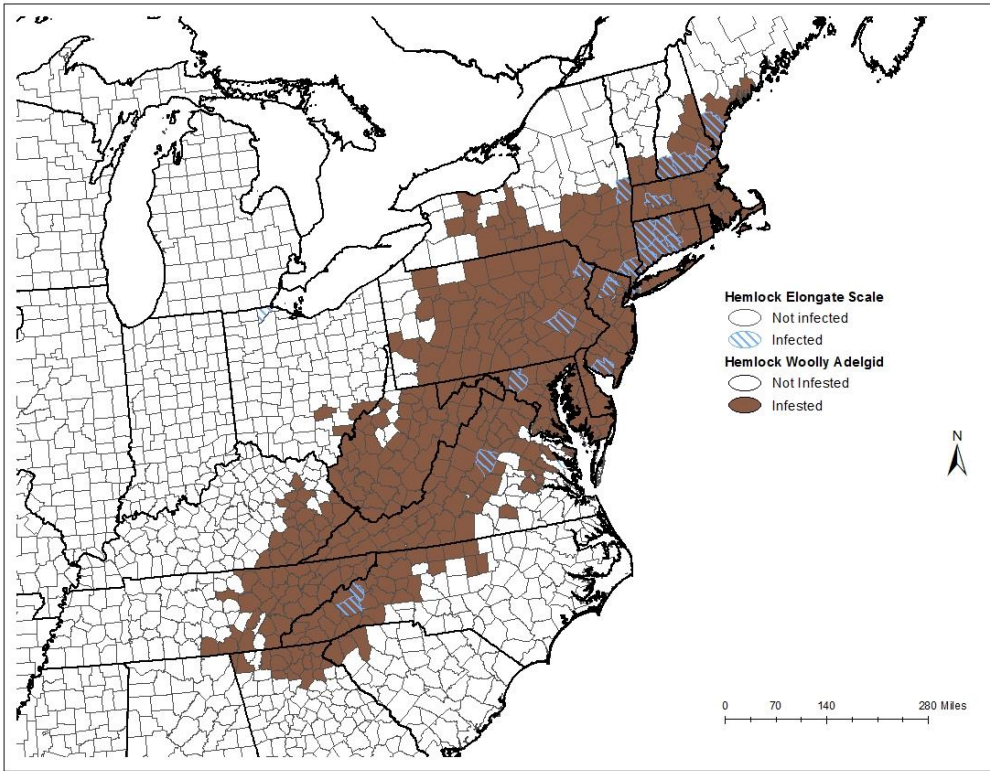 Hemlock Elongate Scale
Not infected
Infected
Hemlock Woolly Adelgid
Not Infested
Infested
N
0 70 140 280 Miles